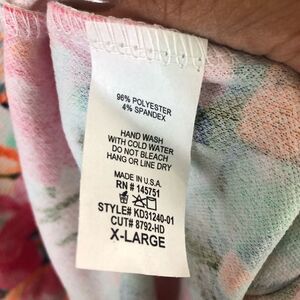 96% POLYESTER
4% SPANDEX
HAND WASH
WITH COLD WATER
DO NOT BLEACH
HANG OR LINE DRY
MADE IN U.S.A.
RN # 145751
STYLE# KD31240-01
CUT# 8792-HD
X-LARGE